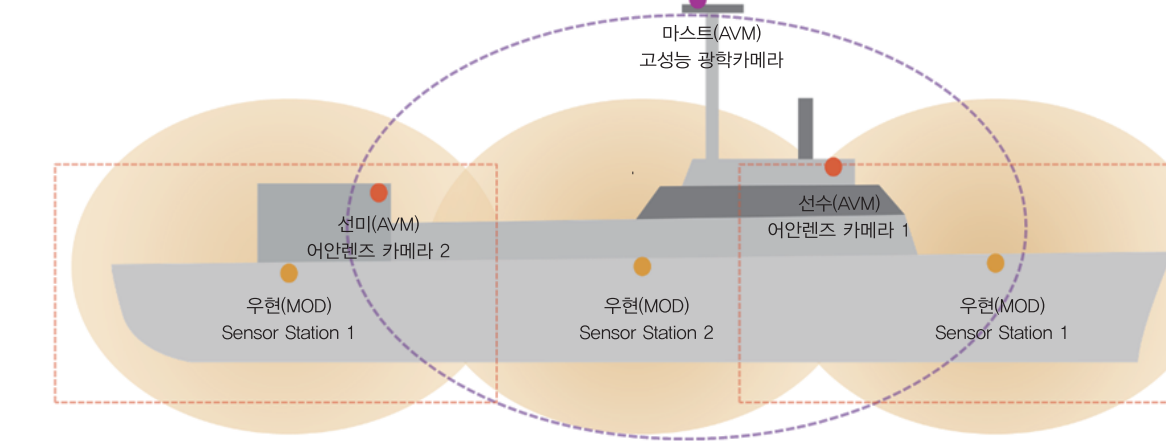 마스트(AVM)
고성능 광학카메라
선미(AVM)
어안렌즈 카메라 2
선수(AVM)
어안렌즈 카메라 1
우현(MOD)
Sensor Station 1
우현(MOD)
Sensor Station 2
우현(MOD)
Sensor Station 1